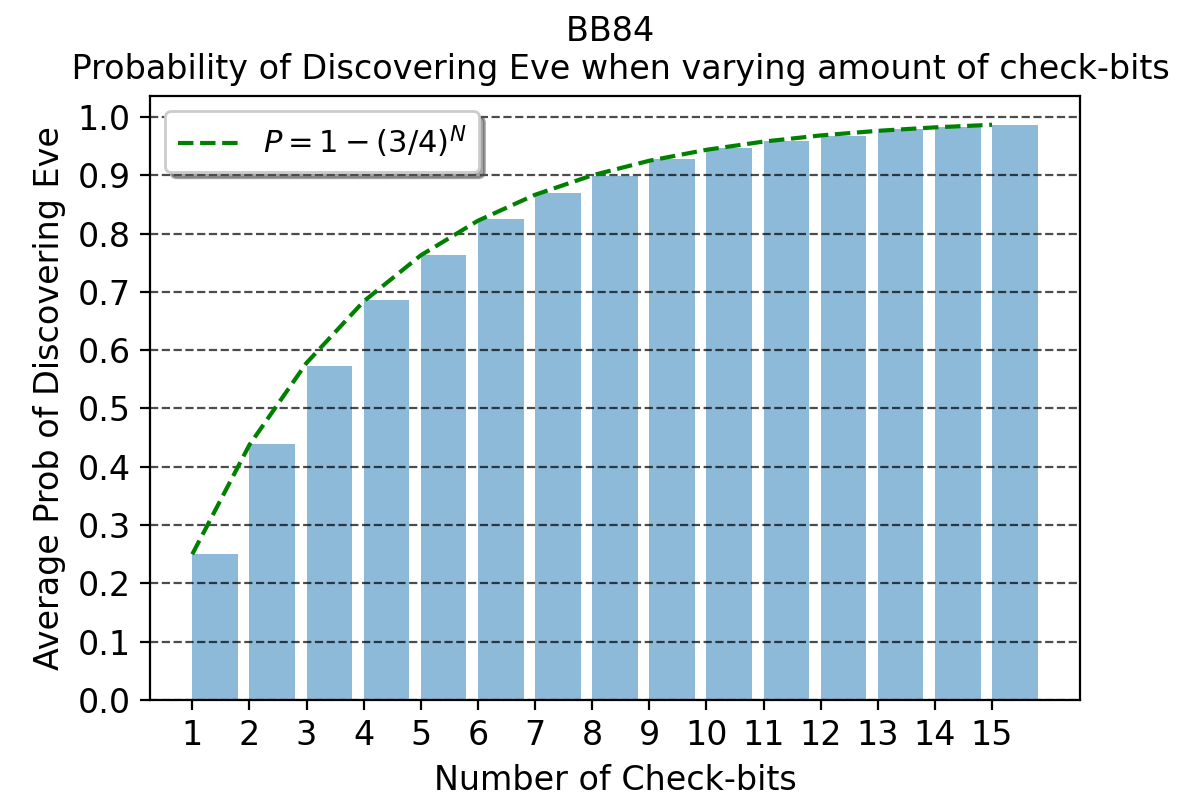 BB84
Probability of Discovering Eve when varying amount of check-bits
P = 1 − (3/4)^N
Average Prob of Discovering Eve
1.0
0.9
0.8
0.7
0.6
0.5
0.4
0.3
0.2
0.1
0.0
1 2 3 4 5 6 7 8 9 10 11 12 13 14 15
Number of Check-bits